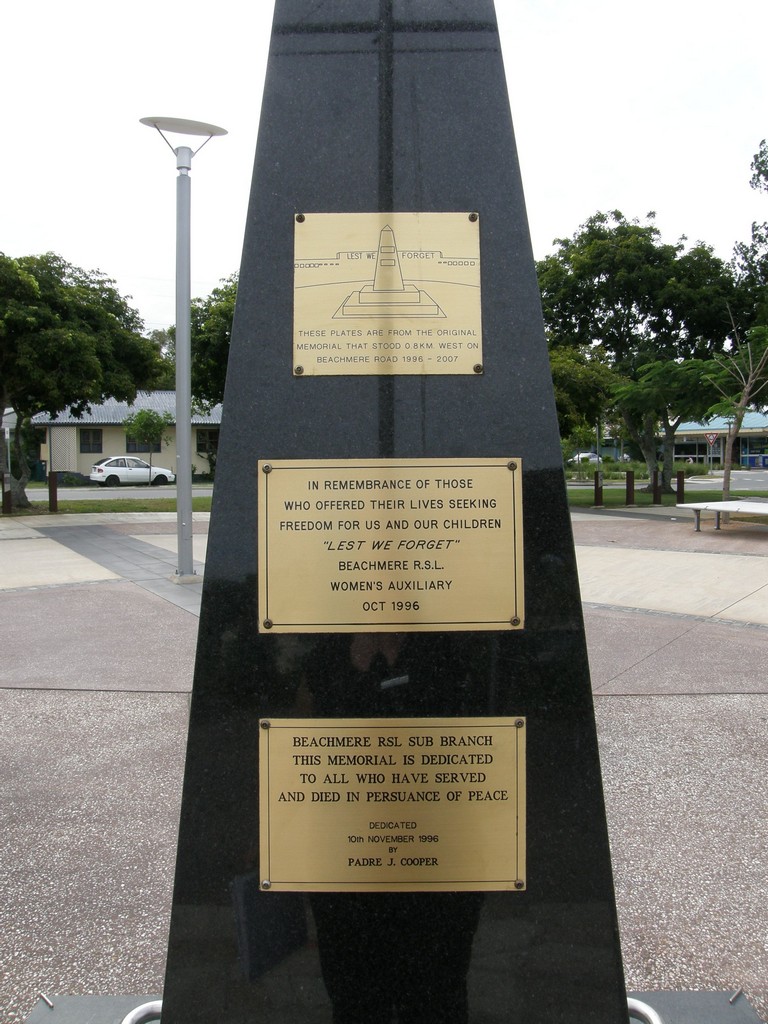 LEST WE FORGET
THESE PLATES ARE FROM THE ORIGINAL
MEMORIAL THAT STOOD 0.8KM WEST ON
BEACHMERE ROAD 1996 - 2007
IN REMEMBRANCE OF THOSE
WHO OFFERED THEIR LIVES SEEKING
FREEDOM FOR US AND OUR CHILDREN
"LEST WE FORGET"
BEACHMERE R.S.L.
WOMEN'S AUXILIARY
OCT 1996
BEACHMERE RSL SUB BRANCH
THIS MEMORIAL IS DEDICATED
TO ALL WHO HAVE SERVED
AND DIED IN PERSUANCE OF PEACE
DEDICATED
10th NOVEMBER 1996
BY
PADRE J. COOPER